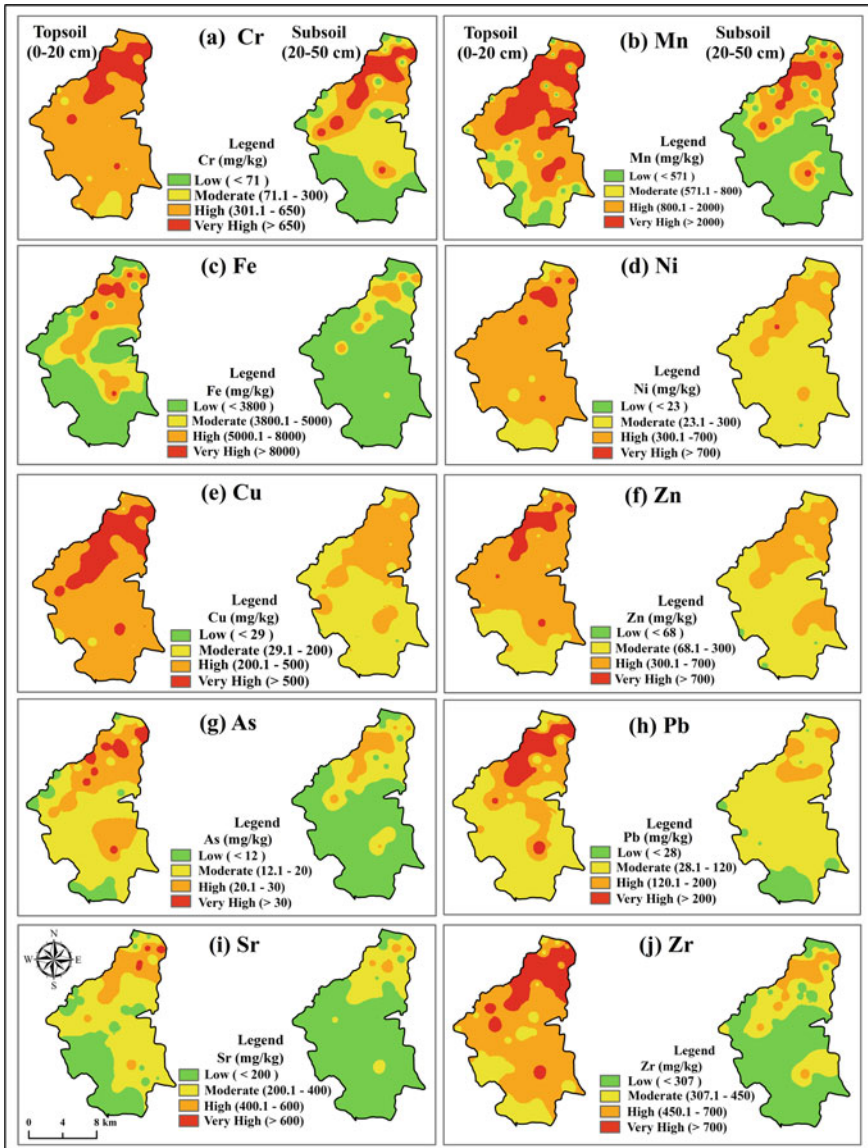 Topsoil
(0-20 cm)
(a) Cr
Subsoil
(20-50 cm)
Legend
Cr (mg/kg)
Low ( < 71 )
Moderate (71.1 - 300)
High (301.1 - 650)
Very High (> 650)
Topsoil
(0-20 cm)
(b) Mn
Subsoil
(20-50 cm)
Legend
Mn (mg/kg)
Low ( < 571)
Moderate (571.1 - 800)
High (800.1 - 2000)
Very High (> 2000)
(c) Fe
Legend
Fe (mg/kg)
Low ( < 3800)
Moderate (3800.1 - 5000)
High (5000.1 - 8000)
Very High (> 8000)
(d) Ni
Legend
Ni (mg/kg)
Low ( < 23)
Moderate (23.1 - 300)
High (300.1 -700)
Very High (> 700)
(e) Cu
Legend
Cu (mg/kg)
Low ( < 29 )
Moderate (29.1 - 200)
High (200.1 - 500)
Very High (> 500)
(f) Zn
Legend
Zn (mg/kg)
Low ( < 68)
Moderate (68.1 - 300)
High (300.1 - 700)
Very High (> 700)
(g) As
Legend
As (mg/kg)
Low ( < 12 )
Moderate (12.1 - 20)
High (20.1 - 30)
Very High (> 30)
(h) Pb
Legend
Pb (mg/kg)
Low ( < 28)
Moderate (28.1 - 120)
High (120.1 - 200)
Very High (> 200)
(i) Sr
N
W E
S
Legend
Sr (mg/kg)
Low ( < 200)
Moderate (200.1 - 400)
High (400.1 - 600)
Very High (> 600)
0 4 8 km
(j) Zr
Legend
Zr (mg/kg)
Low ( < 307)
Moderate (307.1 - 450)
High (450.1 - 700)
Very High (> 700)